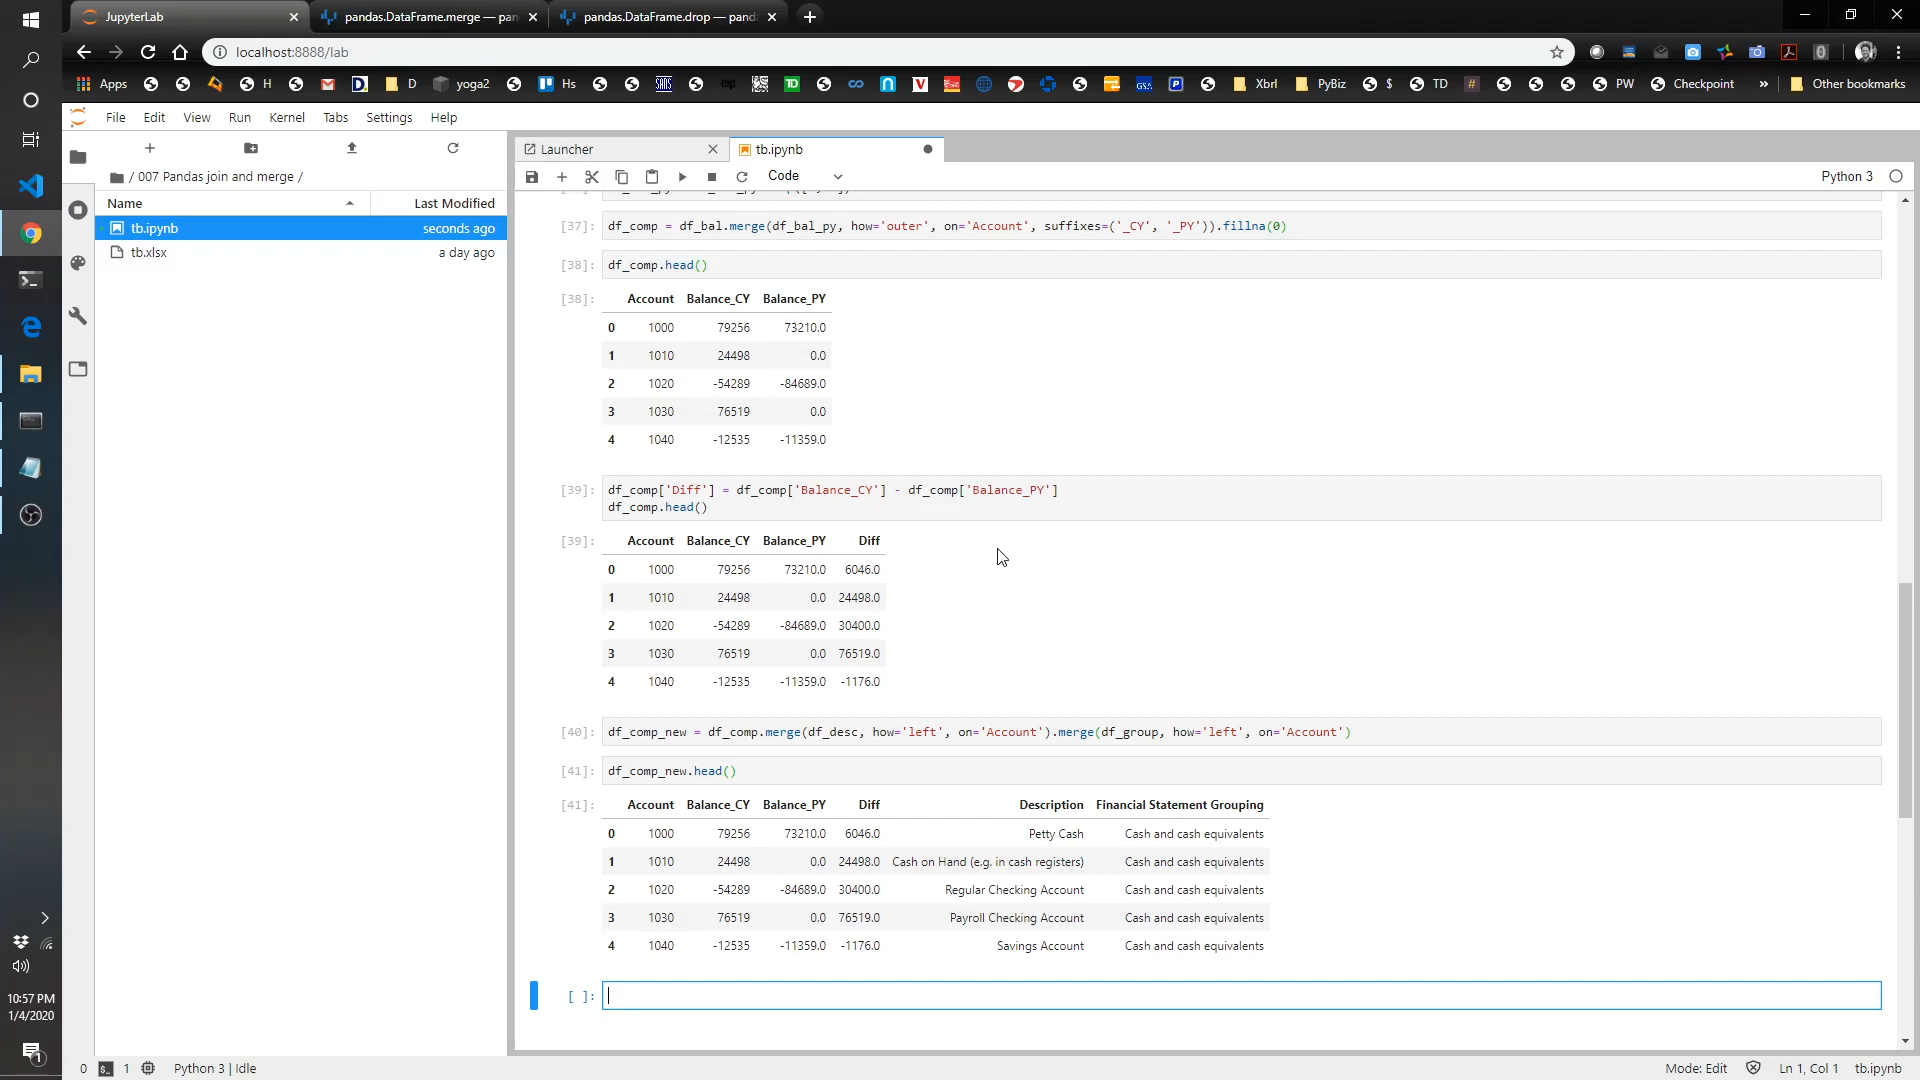 JupyterLab
pandas.DataFrame.merge — pan
pandas.DataFrame.drop — panda
localhost:8888/lab
Apps
H
D
yoga2
Hs
Xbrl
PyBiz
$
TD
#
PW
Checkpoint
»
Other bookmarks
File Edit View Run Kernel Tabs Settings Help
/ 007 Pandas join and merge /
Name Last Modified
tb.ipynb seconds ago
tb.xlsx a day ago
Launcher
tb.ipynb
Code
Python 3
[37]: df_comp = df_bal.merge(df_bal_py, how='outer', on='Account', suffixes=('_CY', '_PY')).fillna(0)
[38]: df_comp.head()
[38]: Account Balance_CY Balance_PY
0 1000 79256 73210.0
1 1010 24498 0.0
2 1020 -54289 -84689.0
3 1030 76519 0.0
4 1040 -12535 -11359.0
[39]: df_comp['Diff'] = df_comp['Balance_CY'] - df_comp['Balance_PY']
df_comp.head()
[39]: Account Balance_CY Balance_PY Diff
0 1000 79256 73210.0 6046.0
1 1010 24498 0.0 24498.0
2 1020 -54289 -84689.0 30400.0
3 1030 76519 0.0 76519.0
4 1040 -12535 -11359.0 -1176.0
[40]: df_comp_new = df_comp.merge(df_desc, how='left', on='Account').merge(df_group, how='left', on='Account')
[41]: df_comp_new.head()
[41]: Account Balance_CY Balance_PY Diff Description Financial Statement Grouping
0 1000 79256 73210.0 6046.0 Petty Cash Cash and cash equivalents
1 1010 24498 0.0 24498.0 Cash on Hand (e.g. in cash registers) Cash and cash equivalents
2 1020 -54289 -84689.0 30400.0 Regular Checking Account Cash and cash equivalents
3 1030 76519 0.0 76519.0 Payroll Checking Account Cash and cash equivalents
4 1040 -12535 -11359.0 -1176.0 Savings Account Cash and cash equivalents
[ ]:
10:57 PM
1/4/2020
1
0
1
Python 3 | Idle
Mode: Edit
Ln 1, Col 1
tb.ipynb